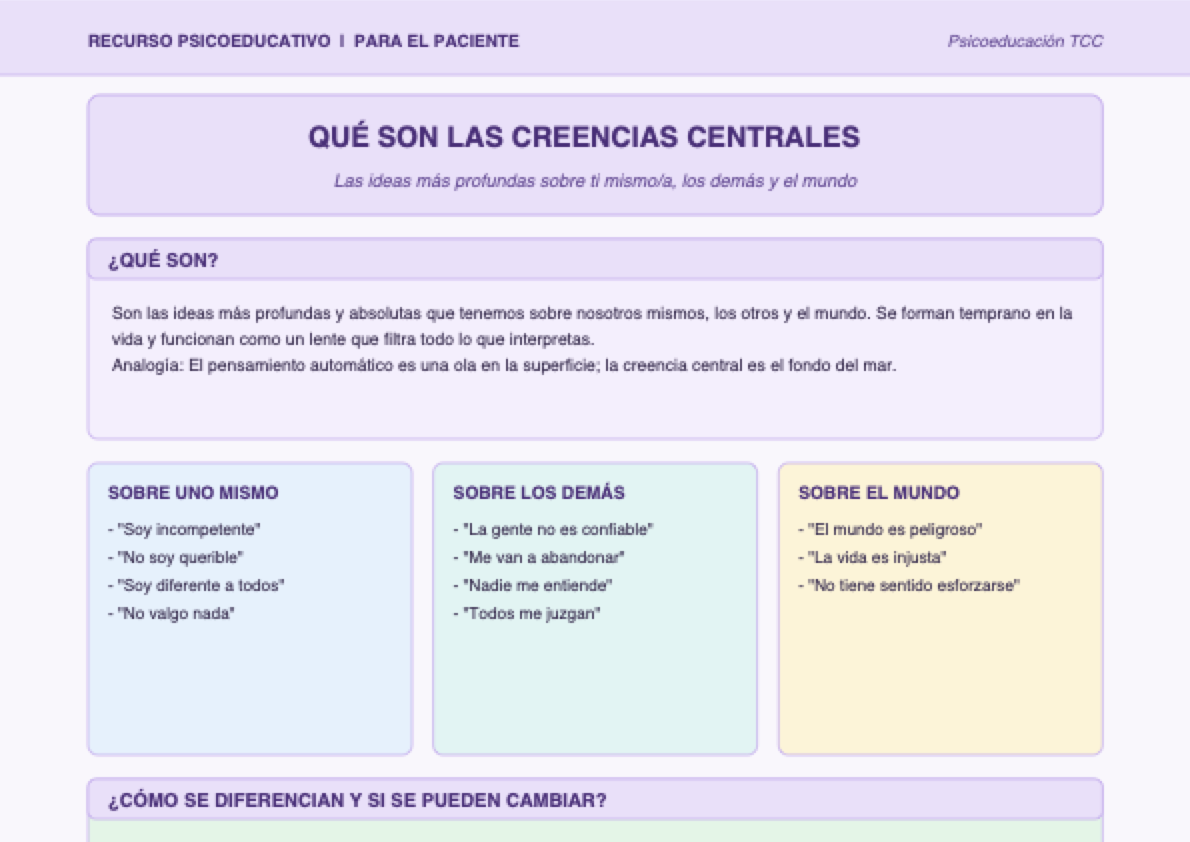 RECURSO PSICOEDUCATIVO | PARA EL PACIENTE
Psicoeducación TCC
QUÉ SON LAS CREENCIAS CENTRALES
Las ideas más profundas sobre ti mismo/a, los demás y el mundo
¿QUÉ SON?
Son las ideas más profundas y absolutas que tenemos sobre nosotros mismos, los otros y el mundo. Se forman temprano en la
vida y funcionan como un lente que filtra todo lo que interpretas.
Analogía: El pensamiento automático es una ola en la superficie; la creencia central es el fondo del mar.
SOBRE UNO MISMO
- "Soy incompetente"
- "No soy querible"
- "Soy diferente a todos"
- "No valgo nada"
SOBRE LOS DEMÁS
- "La gente no es confiable"
- "Me van a abandonar"
- "Nadie me entiende"
- "Todos me juzgan"
SOBRE EL MUNDO
- "El mundo es peligroso"
- "La vida es injusta"
- "No tiene sentido esforzarse"
¿CÓMO SE DIFERENCIAN Y SI SE PUEDEN CAMBIAR?